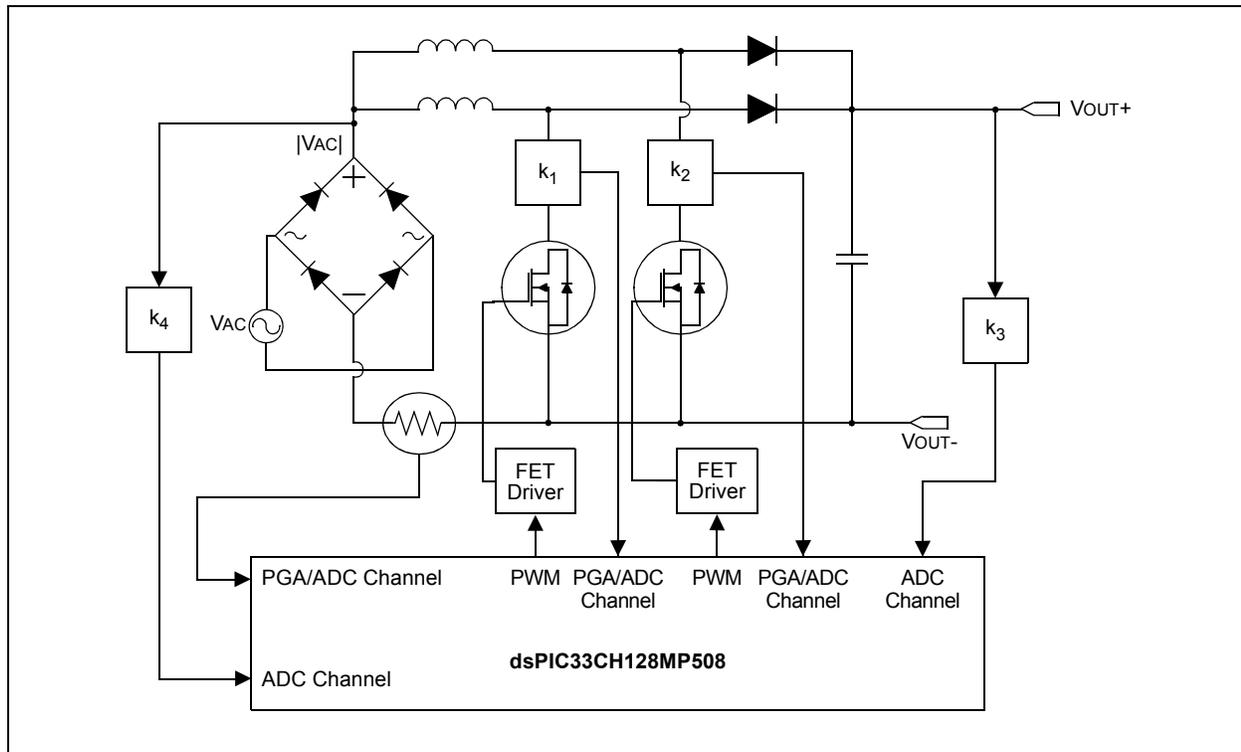 VOUT+
|VAC|
+
k1
k2
k4
VAC
−
k3
VOUT-
FET
Driver
FET
Driver
PGA/ADC Channel
PWM
PGA/ADC
Channel
PWM
PGA/ADC
Channel
ADC
Channel
dsPIC33CH128MP508
ADC Channel